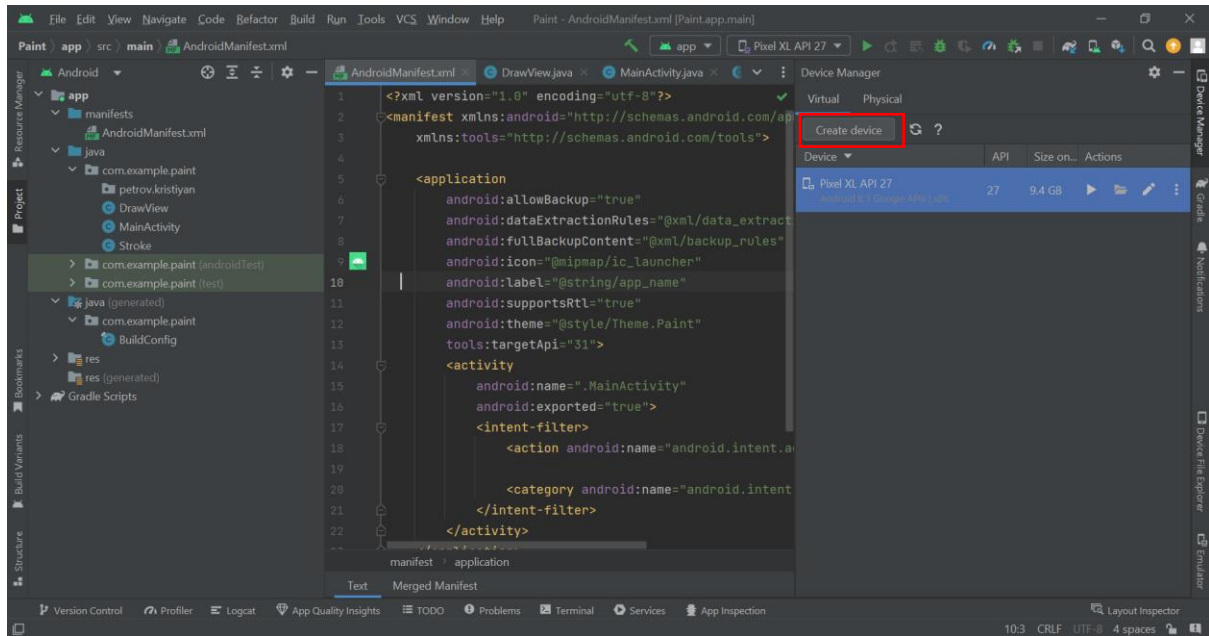 File Edit View Navigate Code Refactor Build Run Tools VCS Window Help Paint - AndroidManifest.xml [Paint.app.main]
Paint app src main AndroidManifest.xml
app Pixel XL API 27
Android
AndroidManifest.xml DrawView.java MainActivity.java
Device Manager
Resource Manager
Project
Bookmarks
Build Variants
Structure
app
manifests
AndroidManifest.xml
java
com.example.paint
petrov.kristiyan
DrawView
MainActivity
Stroke
com.example.paint (androidTest)
com.example.paint (test)
java (generated)
com.example.paint
BuildConfig
res
res (generated)
Gradle Scripts
1 <?xml version="1.0" encoding="utf-8"?>
2 <manifest xmlns:android="http://schemas.android.com/ap
3 xmlns:tools="http://schemas.android.com/tools">
4
5 <application
6 android:allowBackup="true"
7 android:dataExtractionRules="@xml/data_extract
8 android:fullBackupContent="@xml/backup_rules"
9 android:icon="@mipmap/ic_launcher"
10 android:label="@string/app_name"
11 android:supportsRtl="true"
12 android:theme="@style/Theme.Paint"
13 tools:targetApi="31">
14 <activity
15 android:name=".MainActivity"
16 android:exported="true">
17 <intent-filter>
18 <action android:name="android.intent.a
19
20 <category android:name="android.intent
21 </intent-filter>
22 </activity>
manifest application
Text Merged Manifest
Virtual Physical
Create device ?
Device API Size on... Actions
Pixel XL API 27 27 9.4 GB
Android 8.1 Google APIs | x86
Device Manager
Gradle
Notifications
Device File Explorer
Emulator
Version Control Profiler Logcat App Quality Insights TODO Problems Terminal Services App Inspection Layout Inspector
10:3 CRLF UTF-8 4 spaces